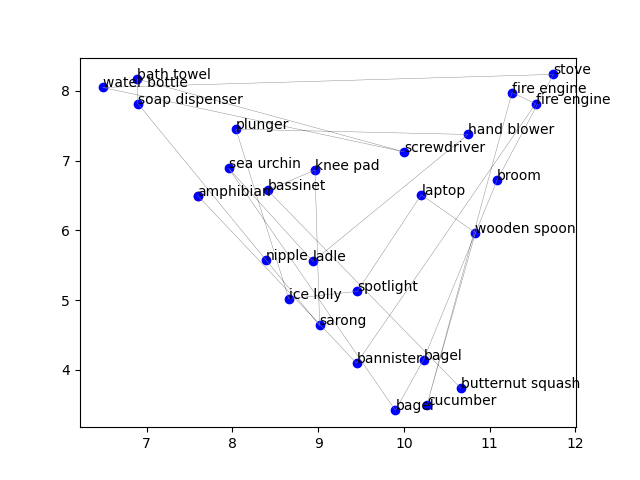 stove
bath towel
water bottle
fire engine
fire engine
soap dispenser
plunger
hand blower
screwdriver
sea urchin
knee pad
broom
bassinet
amphibian
laptop
wooden spoon
nipple
ladle
spotlight
ice lolly
sarong
bannister
bagel
butternut squash
bagel
cucumber
8
7
6
5
4
7
8
9
10
11
12